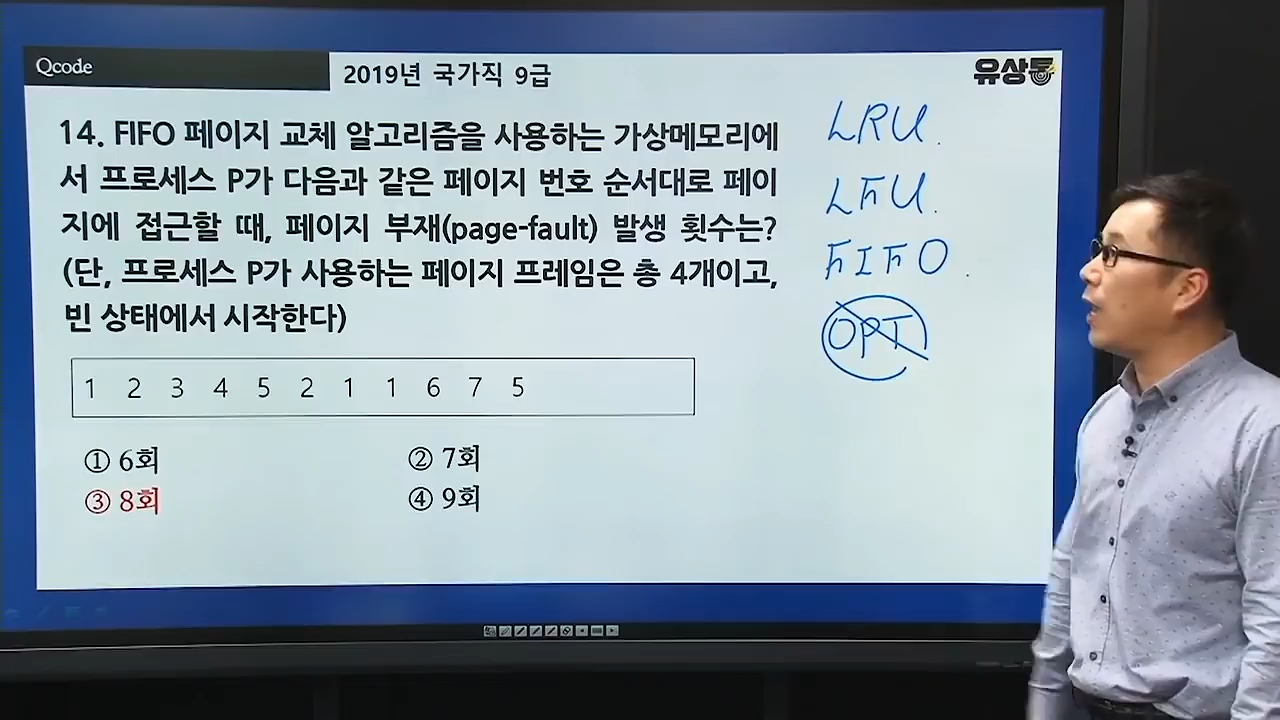 Qcode
2019년 국가직 9급
유상통
14. FIFO 페이지 교체 알고리즘을 사용하는 가상메모리에
서 프로세스 P가 다음과 같은 페이지 번호 순서대로 페이
지에 접근할 때, 페이지 부재(page-fault) 발생 횟수는?
(단, 프로세스 P가 사용하는 페이지 프레임은 총 4개이고,
빈 상태에서 시작한다)
1 2 3 4 5 2 1 1 6 7 5
① 6회 ② 7회
③ 8회 ④ 9회
LRU.
LFU.
FIFO.
OPT